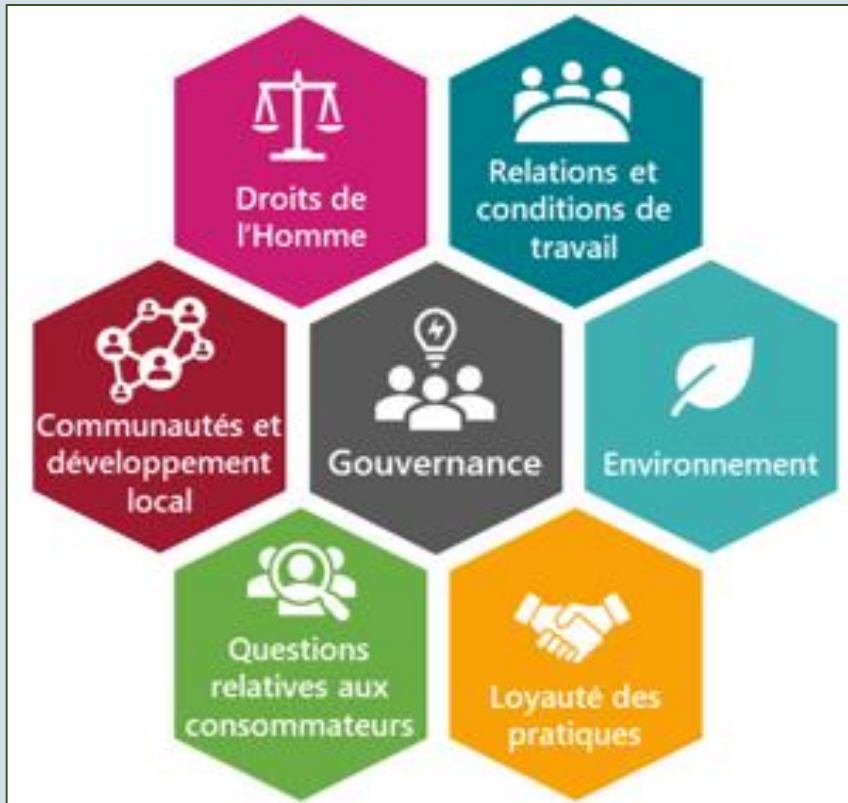 Droits de
l'Homme
Relations et
conditions de
travail
Communautés et
développement
local
Gouvernance
Environnement
Questions
relatives aux
consommateurs
Loyauté des
pratiques